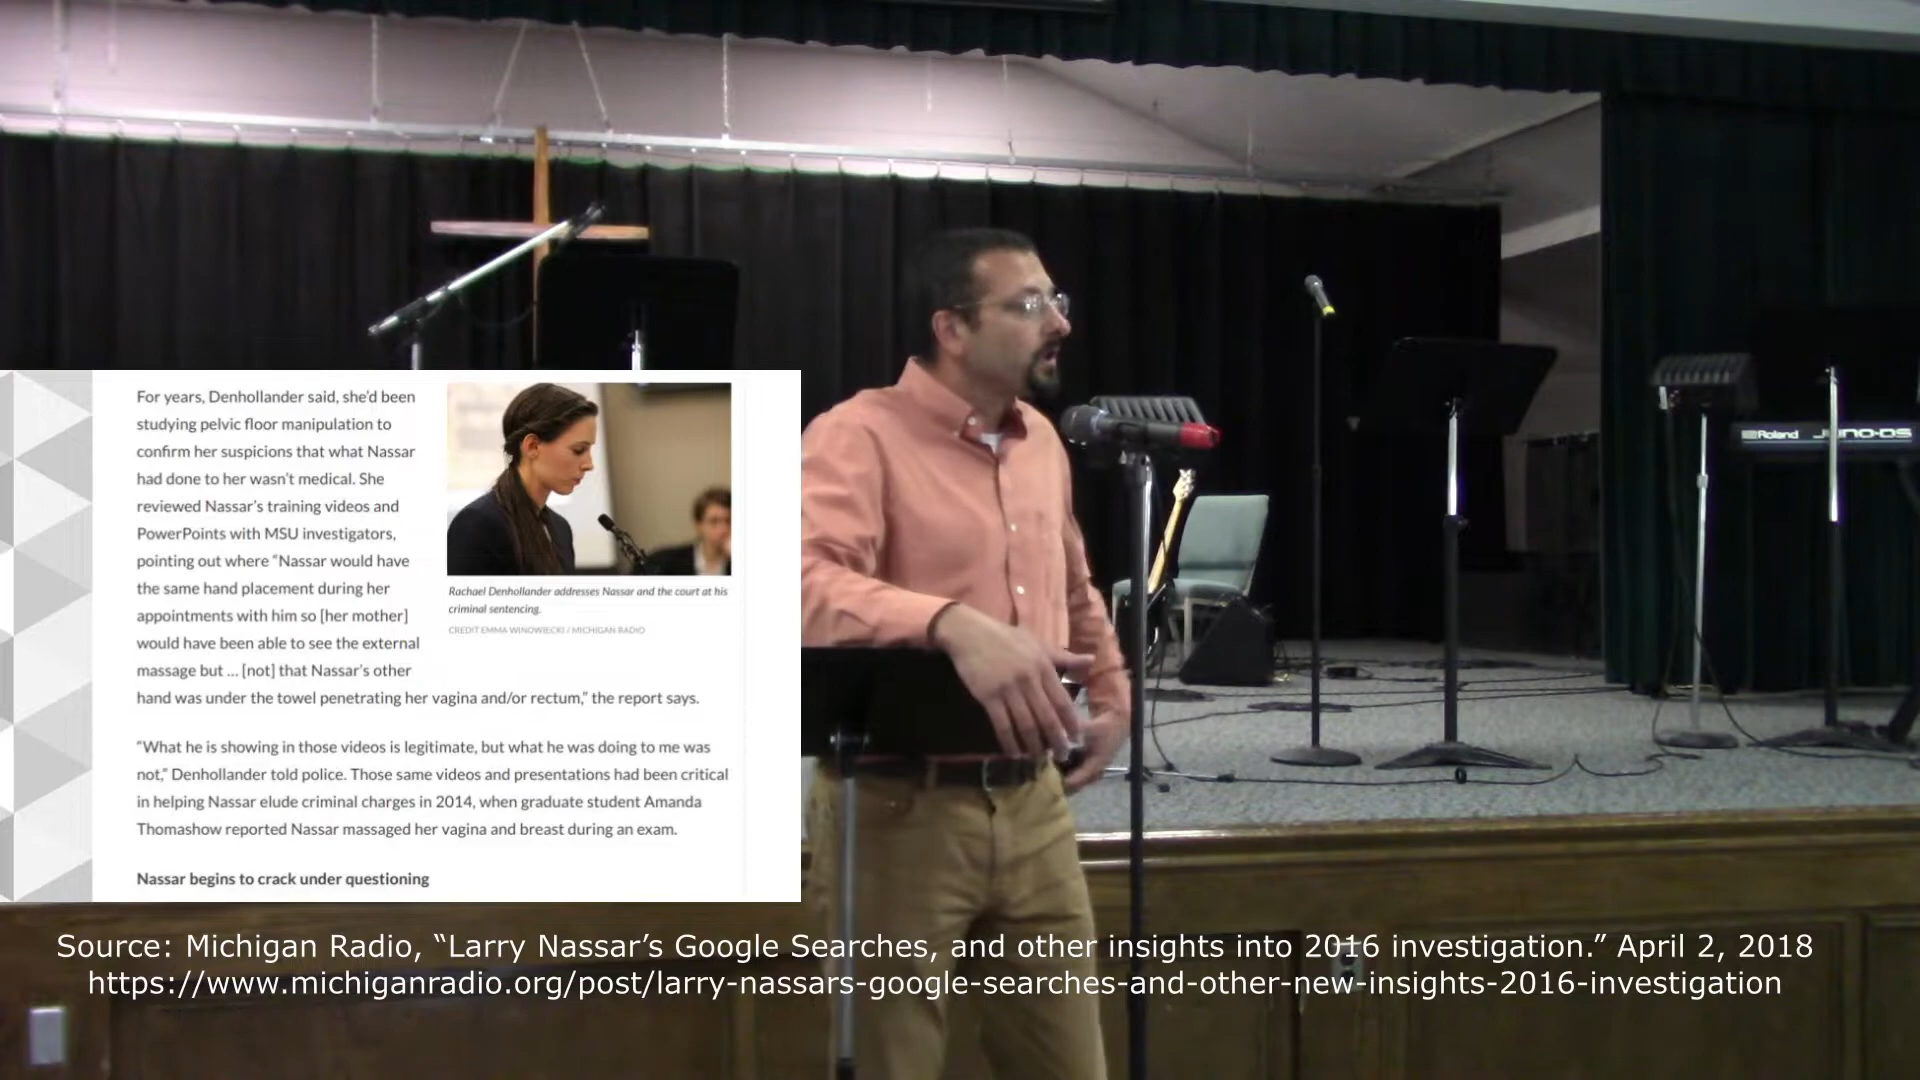 For years, Denhollander said, she'd been
studying pelvic floor manipulation to
confirm her suspicions that what Nassar
had done to her wasn't medical. She
reviewed Nassar's training videos and
PowerPoints with MSU investigators,
pointing out where “Nassar would have
the same hand placement during her
appointments with him so [her mother]
would have been able to see the external
massage but ... [not] that Nassar's other
hand was under the towel penetrating her vagina and/or rectum,” the report says.
Rachael Denhollander addresses Nassar and the court at his
criminal sentencing.
CREDIT EMMA WINOWIECKI / MICHIGAN RADIO
“What he is showing in those videos is legitimate, but what he was doing to me was
not,” Denhollander told police. Those same videos and presentations had been critical
in helping Nassar elude criminal charges in 2014, when graduate student Amanda
Thomashow reported Nassar massaged her vagina and breast during an exam.
Nassar begins to crack under questioning
Roland JUNO-DS
Source: Michigan Radio, “Larry Nassar’s Google Searches, and other insights into 2016 investigation.” April 2, 2018
https://www.michiganradio.org/post/larry-nassars-google-searches-and-other-new-insights-2016-investigation